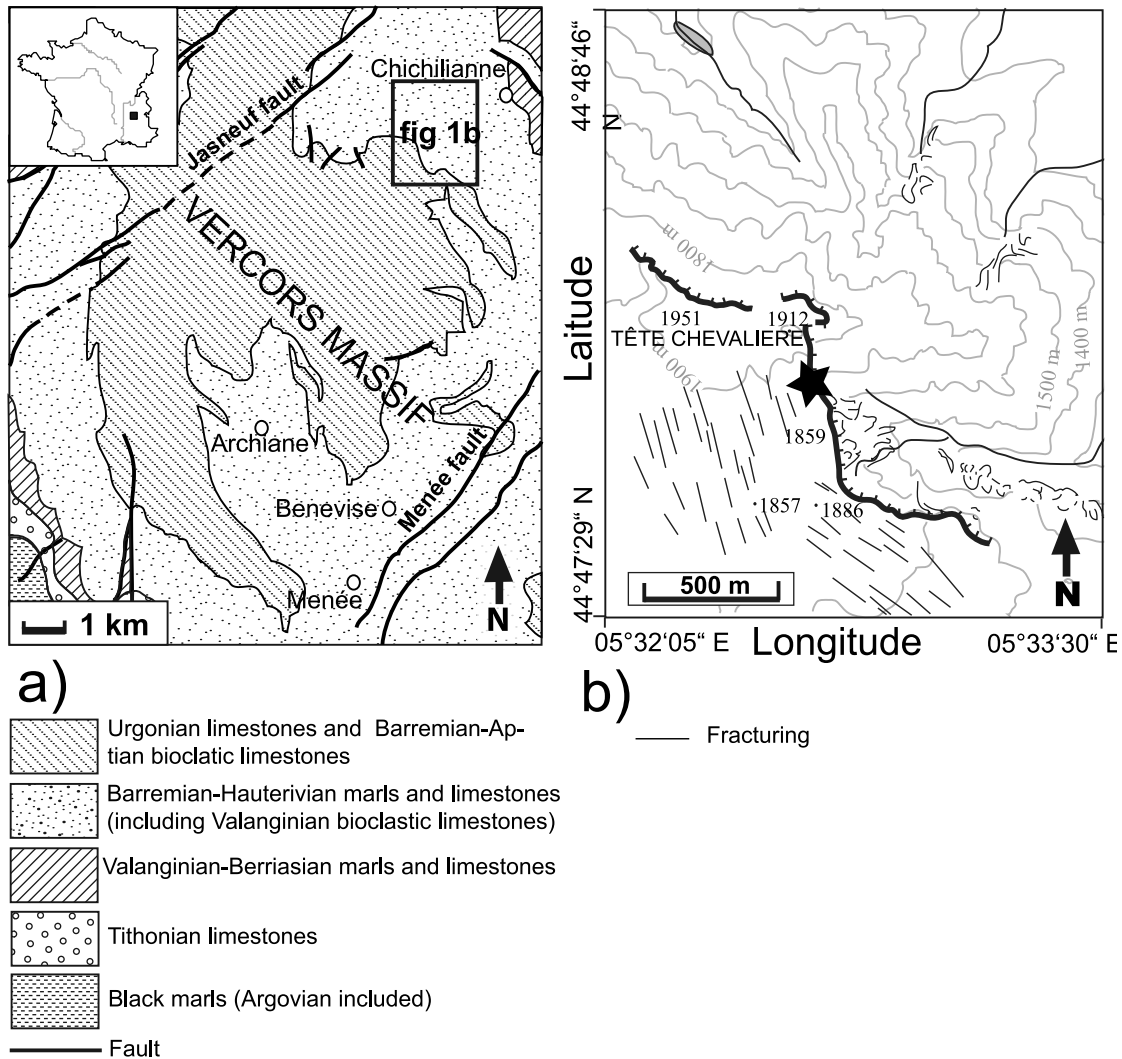 Chichilianne
Jasneuf fault
fig 1b
VERCORS MASSIF
Archiane
Benevise
Menée fault
Menée
1 km
N
a)
44°48'46“
N
Laitude
44°47'29“ N
1800 m
1951
1912
TÊTE CHEVALIERE
1900 m
1859
1857
1886
1500 m
1400 m
500 m
N
05°32'05“ E
Longitude
05°33'30“ E
b)
Urgonian limestones and Barremian-Ap-
tian bioclatic limestones
Barremian-Hauterivian marls and limestones
(including Valanginian bioclastic limestones)
Valanginian-Berriasian marls and limestones
Tithonian limestones
Black marls (Argovian included)
Fault
Fracturing